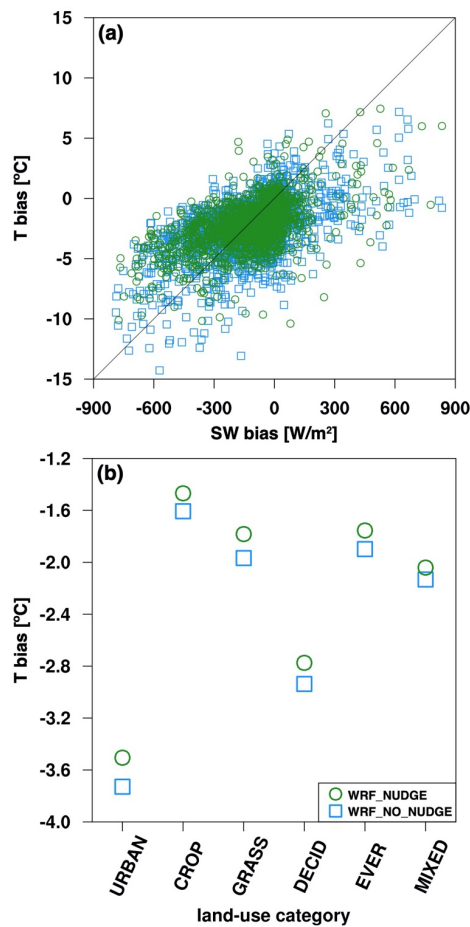 15
(a)
10
5
0
-5
-10
-15
T bias [ºC]
-900 -600 -300 0 300 600 900
SW bias [W/m²]
-1.2
(b)
-1.6
-2.0
-2.4
-2.8
-3.2
-3.6
-4.0
T bias [ºC]
WRF_NUDGE
WRF_NO_NUDGE
URBAN CROP GRASS DECID EVER MIXED
land-use category